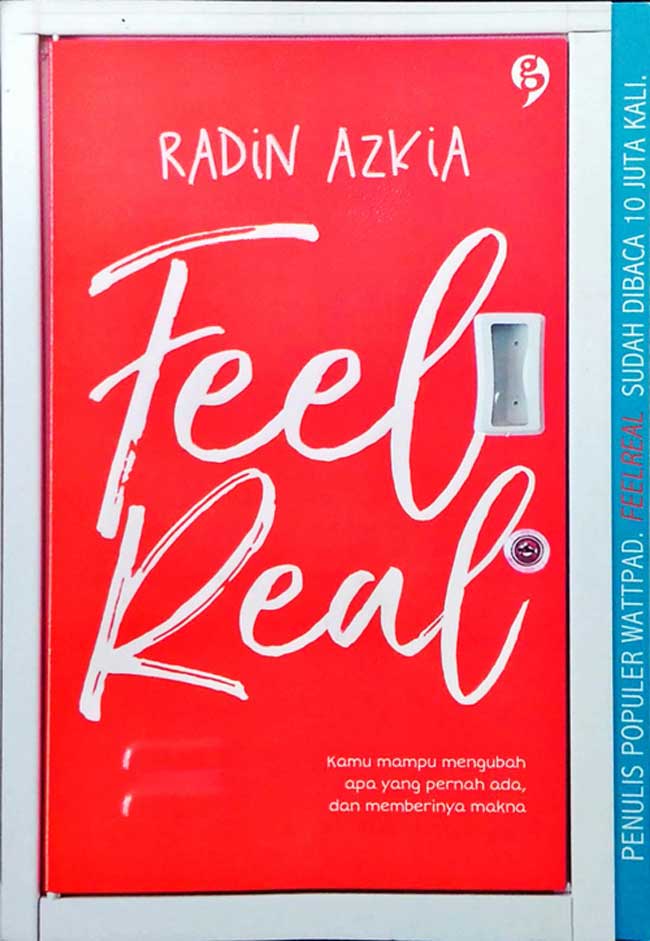 RADiN AZKiA
Feel
Real
Kamu mampu mengubah
apa yang pernah ada,
dan memberinya makna
PENULIS POPULER WATTPAD. FEELREAL SUDAH DIBACA 10 JUTA KALI.